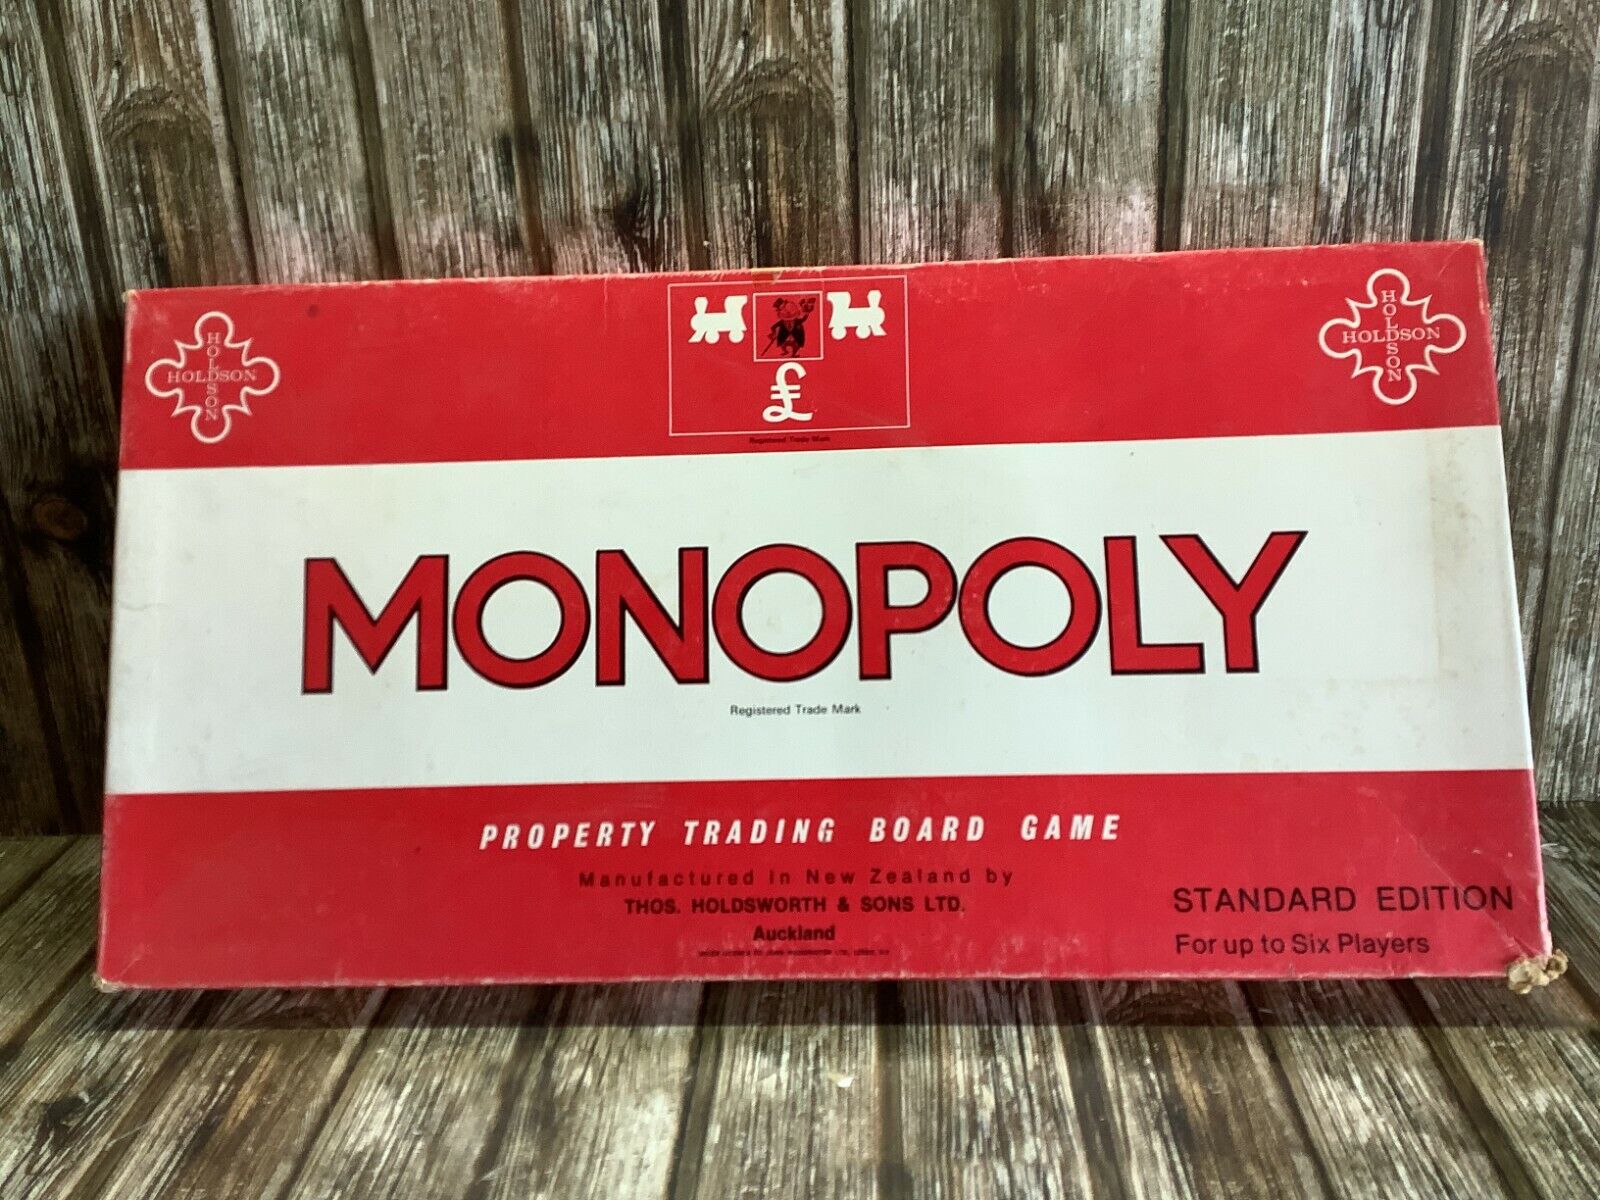 HOLDSON
HOLDSON
£
Registered Trade Mark
HOLDSON
HOLDSON
MONOPOLY
Registered Trade Mark
PROPERTY TRADING BOARD GAME
Manufactured in New Zealand by
THOS. HOLDSWORTH & SONS LTD.
Auckland
STANDARD EDITION
For up to Six Players